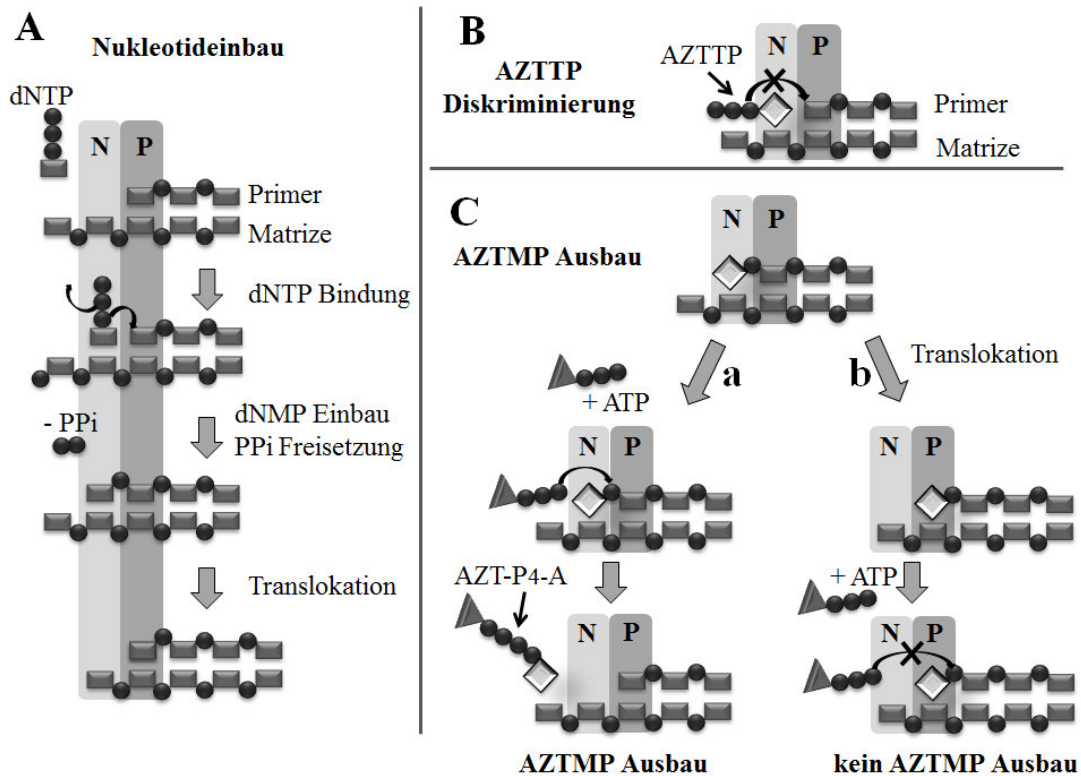 A
Nukleotideinbau
dNTP
N P
Primer
Matrize
dNTP Bindung
- PPi
dNMP Einbau
PPi Freisetzung
Translokation
B
AZTTP
Diskriminierung
AZTTP
N P
Primer
Matrize
C
AZTMP Ausbau
N P
a
b
Translokation
+ ATP
N P
N P
AZT-P4-A
+ ATP
N P
N P
AZTMP Ausbau
kein AZTMP Ausbau